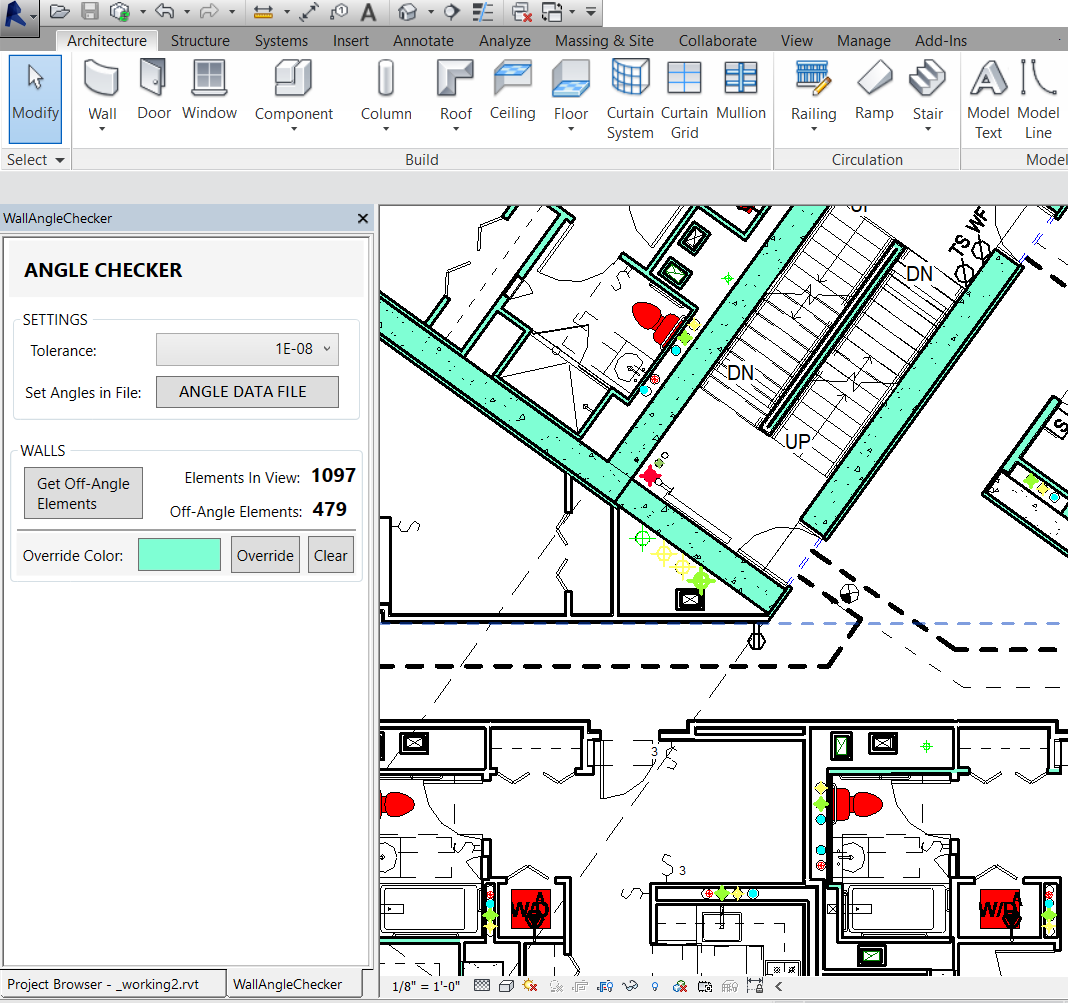 Architecture Structure Systems Insert Annotate Analyze Massing & Site Collaborate View Manage Add-Ins
Modify Wall Door Window Component Column Roof Ceiling Floor Curtain System Curtain Grid Mullion Railing Ramp Stair Model Text Model Line
Select Build Circulation Model
WallAngleChecker
ANGLE CHECKER
SETTINGS
Tolerance: 1E-08
Set Angles in File: ANGLE DATA FILE
WALLS
Get Off-Angle Elements
Elements In View: 1097
Off-Angle Elements: 479
Override Color: Override Clear
TS WF
DN
DN
UP
S
3
3
W/D
A
A
Project Browser - _working2.rvt WallAngleChecker
1/8" = 1'-0"